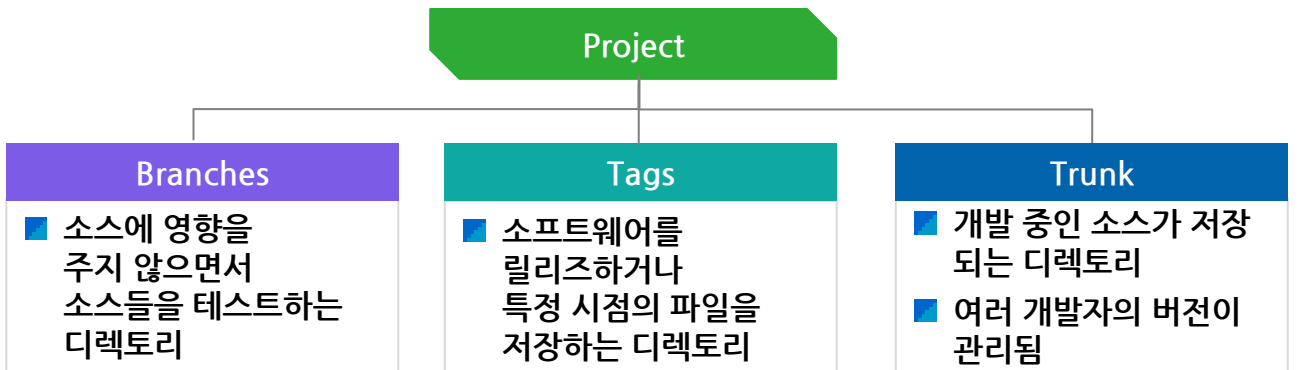 Project
Branches
소스에 영향을
주지 않으면서
소스들을 테스트하는
디렉토리
Tags
소프트웨어를
릴리즈하거나
특정 시점의 파일을
저장하는 디렉토리
Trunk
개발 중인 소스가 저장
되는 디렉토리
여러 개발자의 버전이
관리됨